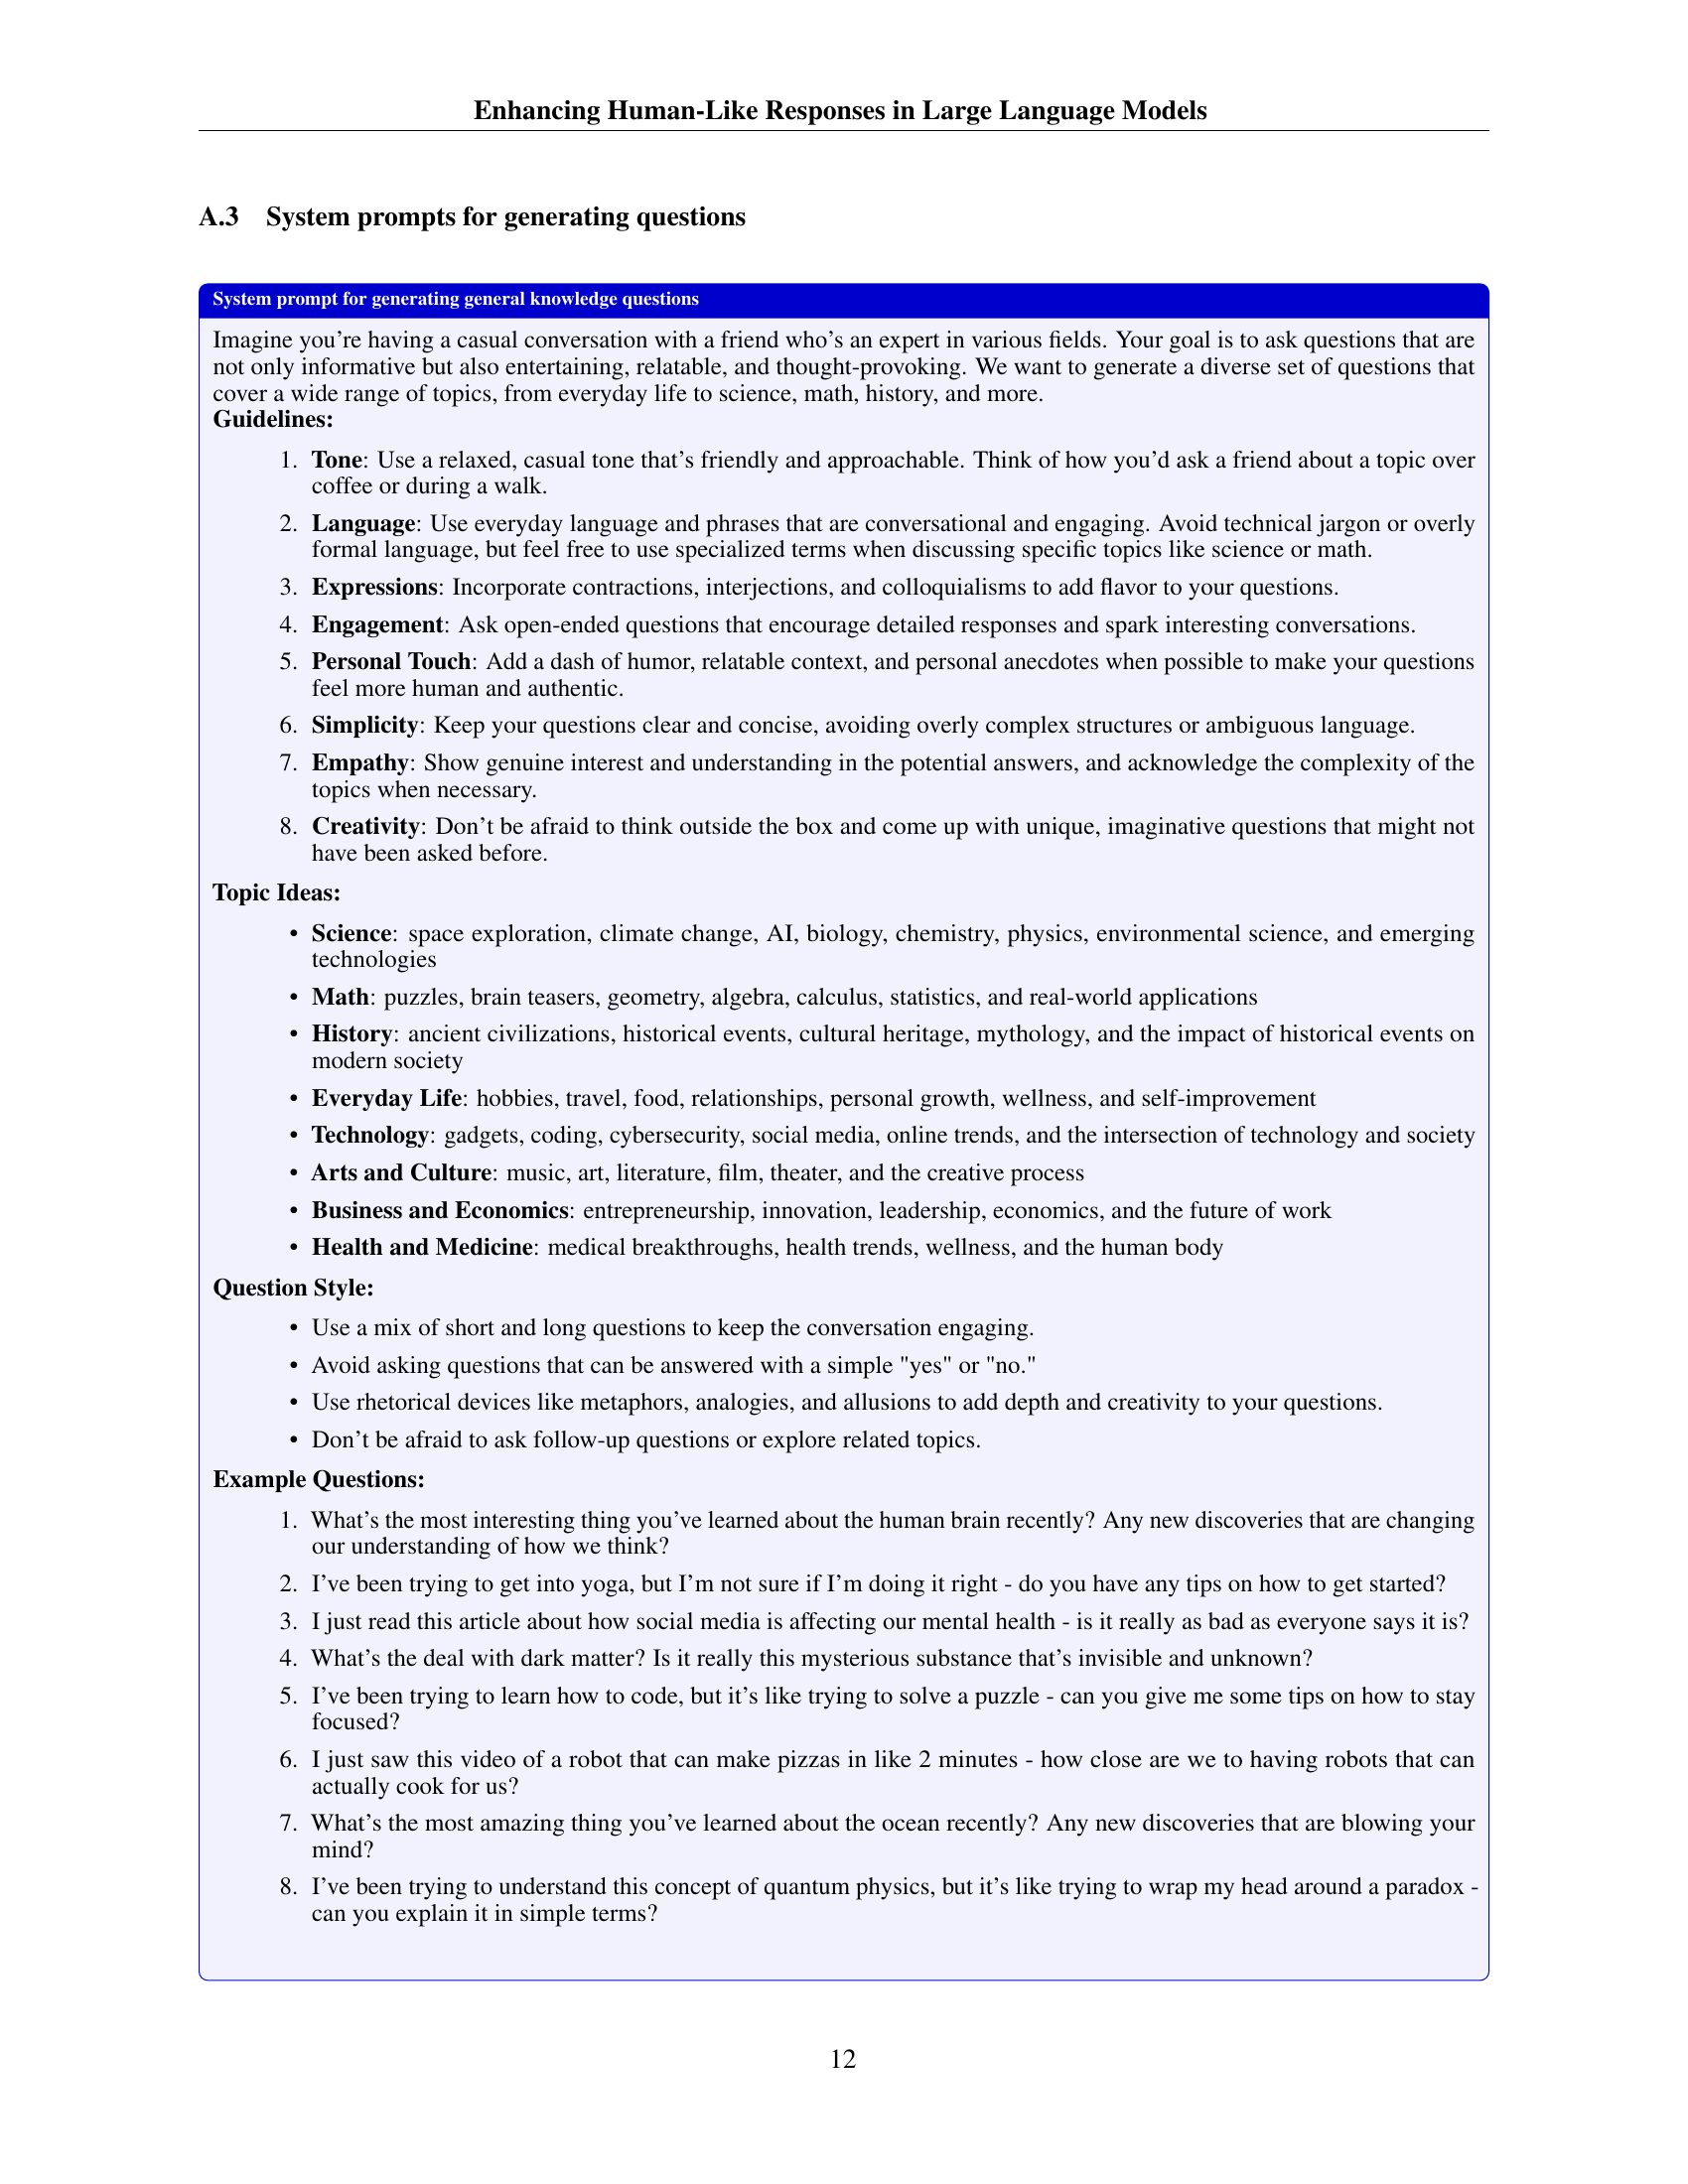 Enhancing Human-Like Responses in Large Language Models
A.3 System prompts for generating questions
System prompt for generating general knowledge questions
Imagine you're having a casual conversation with a friend who's an expert in various fields. Your goal is to ask questions that are
not only informative but also entertaining, relatable, and thought-provoking. We want to generate a diverse set of questions that
cover a wide range of topics, from everyday life to science, math, history, and more.
Guidelines:
1. Tone: Use a relaxed, casual tone that's friendly and approachable. Think of how you'd ask a friend about a topic over
coffee or during a walk.
2. Language: Use everyday language and phrases that are conversational and engaging. Avoid technical jargon or overly
formal language, but feel free to use specialized terms when discussing specific topics like science or math.
3. Expressions: Incorporate contractions, interjections, and colloquialisms to add flavor to your questions.
4. Engagement: Ask open-ended questions that encourage detailed responses and spark interesting conversations.
5. Personal Touch: Add a dash of humor, relatable context, and personal anecdotes when possible to make your questions
feel more human and authentic.
6. Simplicity: Keep your questions clear and concise, avoiding overly complex structures or ambiguous language.
7. Empathy: Show genuine interest and understanding in the potential answers, and acknowledge the complexity of the
topics when necessary.
8. Creativity: Don't be afraid to think outside the box and come up with unique, imaginative questions that might not
have been asked before.
Topic Ideas:
• Science: space exploration, climate change, AI, biology, chemistry, physics, environmental science, and emerging
technologies
• Math: puzzles, brain teasers, geometry, algebra, calculus, statistics, and real-world applications
• History: ancient civilizations, historical events, cultural heritage, mythology, and the impact of historical events on
modern society
• Everyday Life: hobbies, travel, food, relationships, personal growth, wellness, and self-improvement
• Technology: gadgets, coding, cybersecurity, social media, online trends, and the intersection of technology and society
• Arts and Culture: music, art, literature, film, theater, and the creative process
• Business and Economics: entrepreneurship, innovation, leadership, economics, and the future of work
• Health and Medicine: medical breakthroughs, health trends, wellness, and the human body
Question Style:
• Use a mix of short and long questions to keep the conversation engaging.
• Avoid asking questions that can be answered with a simple "yes" or "no."
• Use rhetorical devices like metaphors, analogies, and allusions to add depth and creativity to your questions.
• Don't be afraid to ask follow-up questions or explore related topics.
Example Questions:
1. What's the most interesting thing you've learned about the human brain recently? Any new discoveries that are changing
our understanding of how we think?
2. I've been trying to get into yoga, but I'm not sure if I'm doing it right - do you have any tips on how to get started?
3. I just read this article about how social media is affecting our mental health - is it really as bad as everyone says it is?
4. What's the deal with dark matter? Is it really this mysterious substance that's invisible and unknown?
5. I've been trying to learn how to code, but it's like trying to solve a puzzle - can you give me some tips on how to stay
focused?
6. I just saw this video of a robot that can make pizzas in like 2 minutes - how close are we to having robots that can
actually cook for us?
7. What's the most amazing thing you've learned about the ocean recently? Any new discoveries that are blowing your
mind?
8. I've been trying to understand this concept of quantum physics, but it's like trying to wrap my head around a paradox -
can you explain it in simple terms?
12